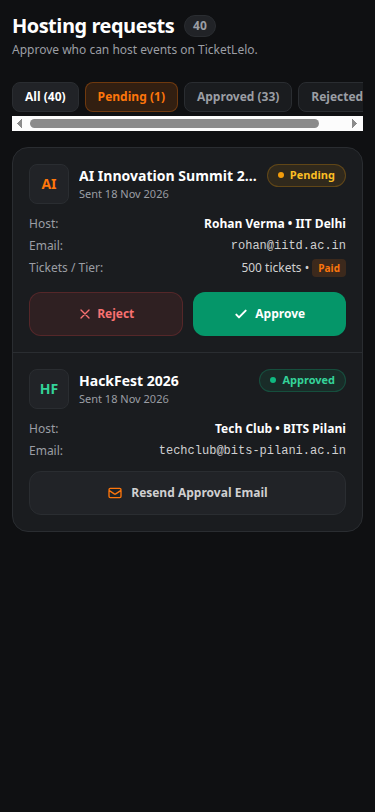 Hosting requests 40
Approve who can host events on TicketLelo.
All (40) Pending (1) Approved (33) Rejected
AI AI Innovation Summit 2... Pending
Sent 18 Nov 2026
Host: Rohan Verma • IIT Delhi
Email: rohan@iitd.ac.in
Tickets / Tier: 500 tickets • Paid
Reject Approve
HF HackFest 2026 Approved
Sent 18 Nov 2026
Host: Tech Club • BITS Pilani
Email: techclub@bits-pilani.ac.in
Resend Approval Email